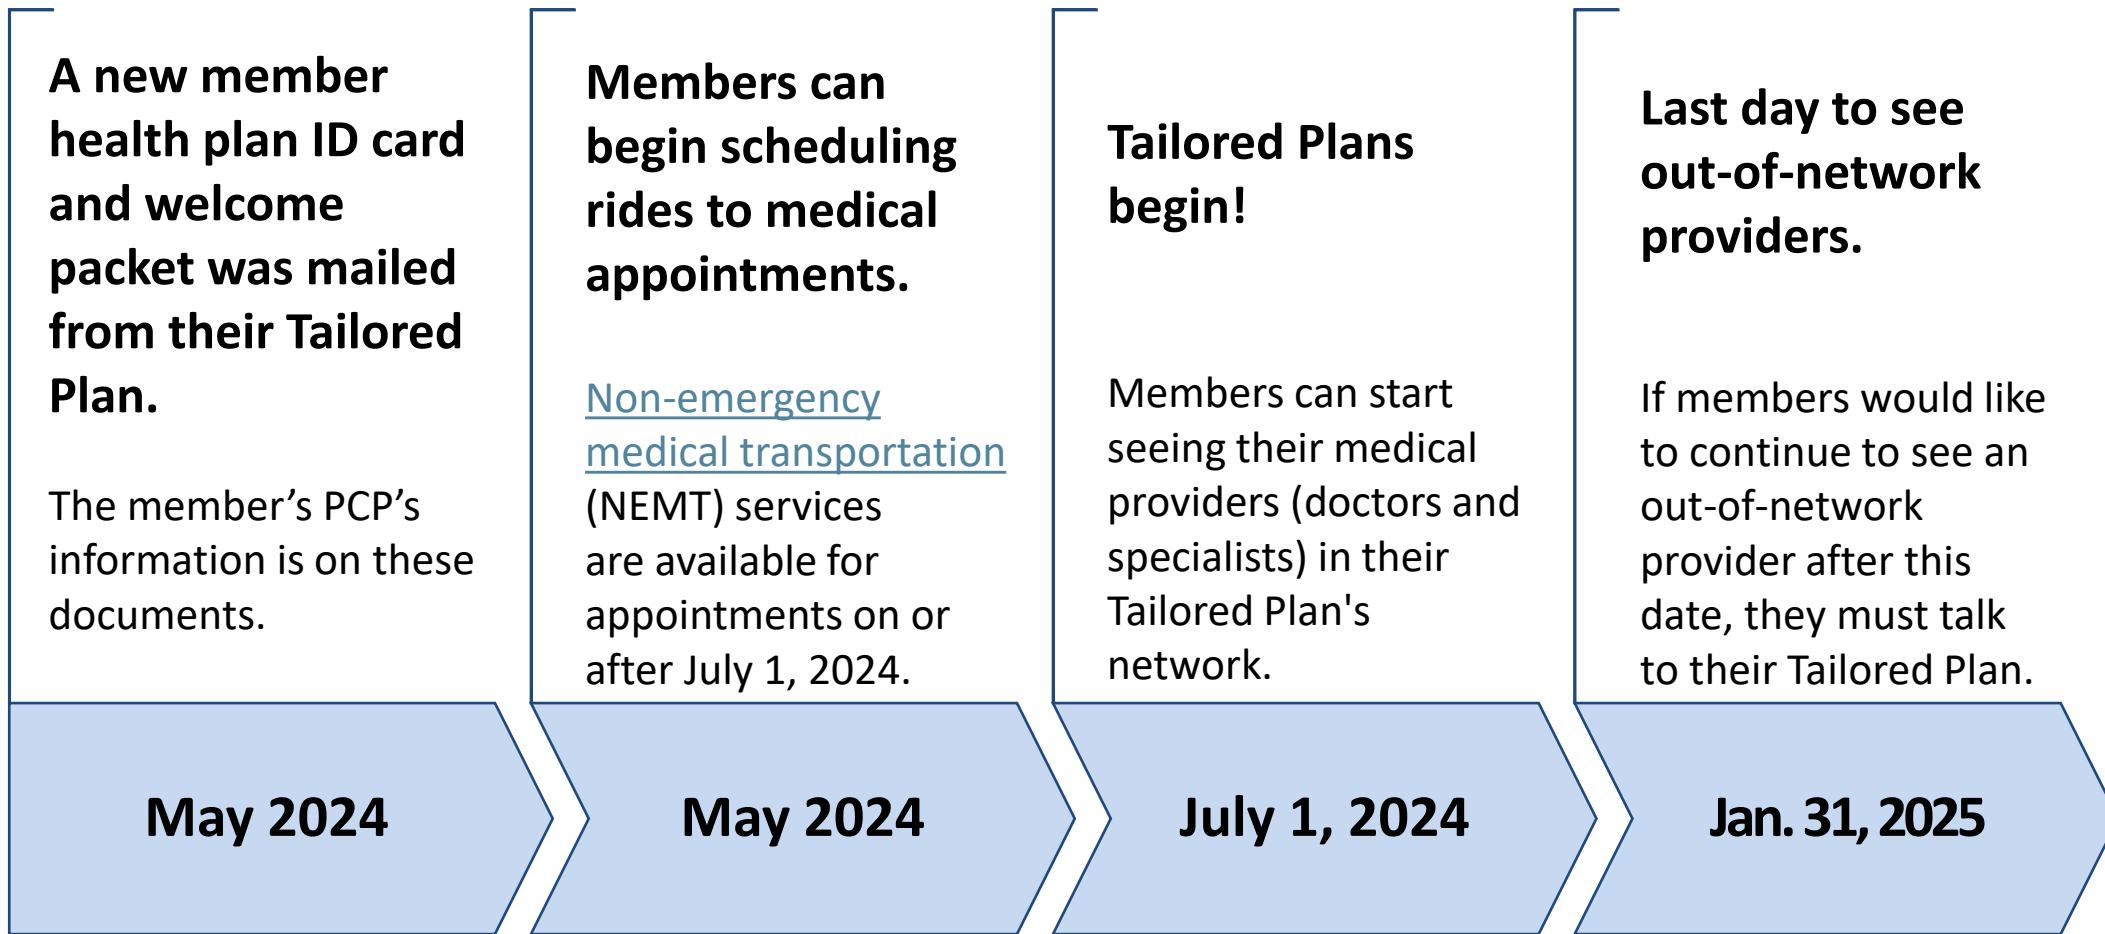 A new member
health plan ID card
and welcome
packet was mailed
from their Tailored
Plan.
The member’s PCP’s
information is on these
documents.
May 2024
Members can
begin scheduling
rides to medical
appointments.
Non-emergency
medical transportation
(NEMT) services
are available for
appointments on or
after July 1, 2024.
May 2024
Tailored Plans
begin!
Members can start
seeing their medical
providers (doctors and
specialists) in their
Tailored Plan's
network.
July 1, 2024
Last day to see
out-of-network
providers.
If members would like
to continue to see an
out-of-network
provider after this
date, they must talk
to their Tailored Plan.
Jan. 31, 2025